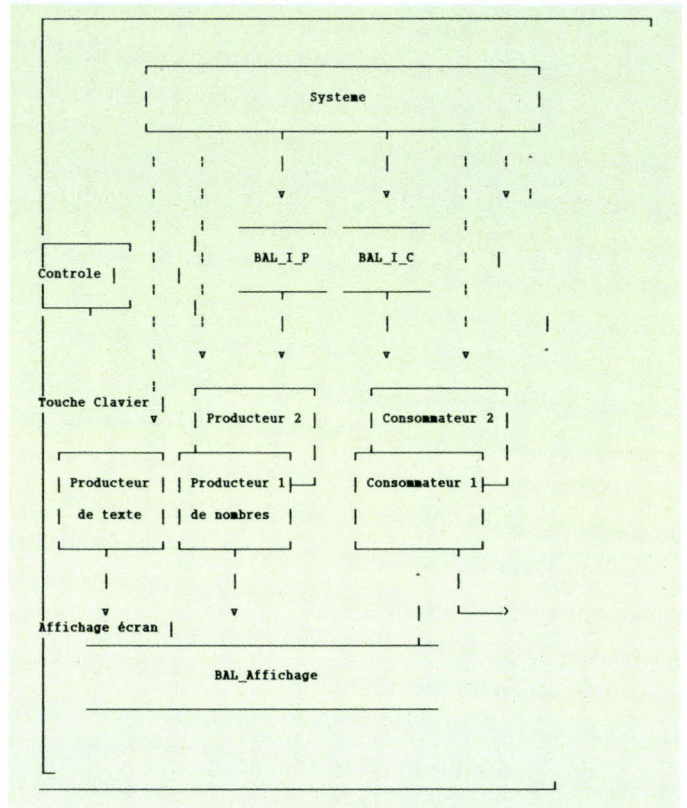 Systeme
BAL_I_P BAL_I_C
Controle
Touche Clavier
Producteur 2 Consommateur 2
Producteur Producteur 1 Consommateur 1
de texte de nombres
Affichage écran
BAL_Affichage